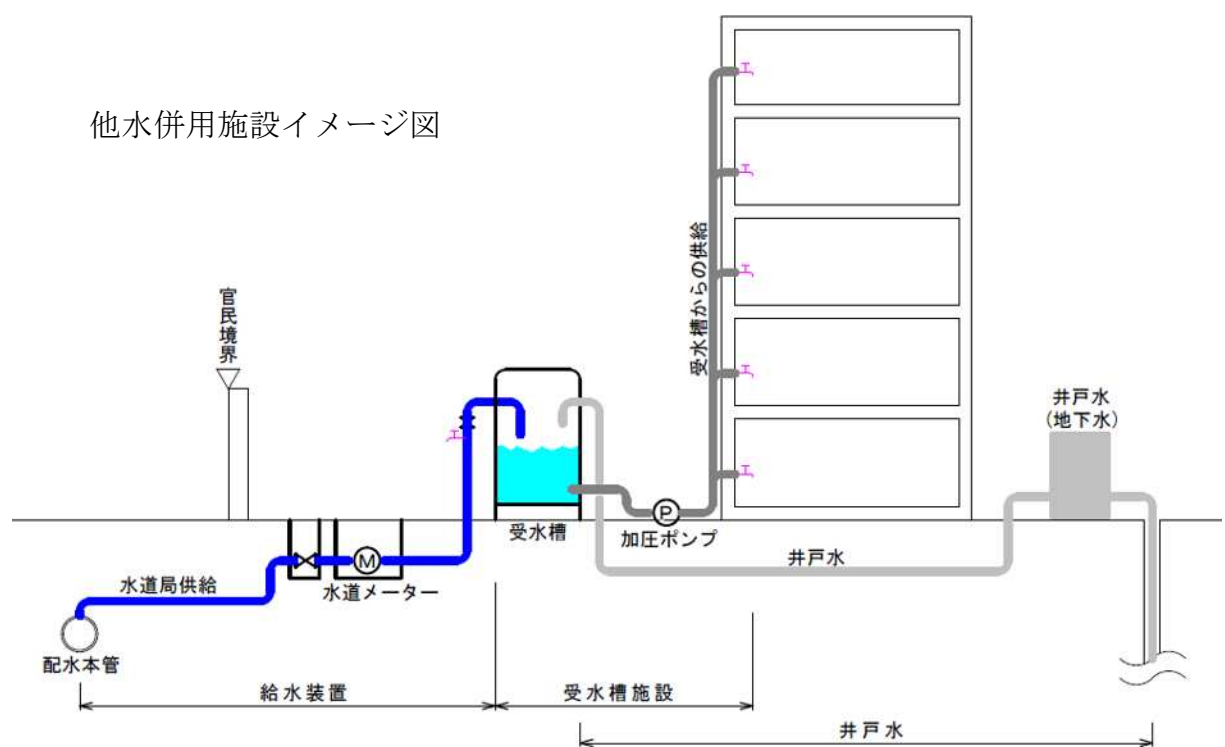 他水併用施設イメージ図
官民境界
受水槽からの供給
井戸水
(地下水)
P
受水槽
加圧ポンプ
井戸水
M
水道局供給
水道メーター
配水本管
給水装置
受水槽施設
井戸水